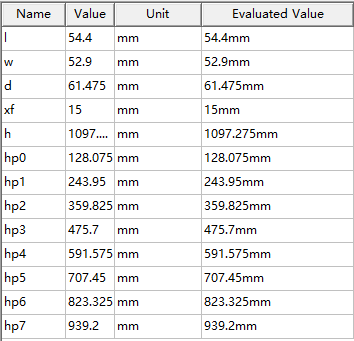 Name Value Unit Evaluated Value
l 54.4 mm 54.4mm
w 52.9 mm 52.9mm
d 61.475 mm 61.475mm
xf 15 mm 15mm
h 1097.... mm 1097.275mm
hp0 128.075 mm 128.075mm
hp1 243.95 mm 243.95mm
hp2 359.825 mm 359.825mm
hp3 475.7 mm 475.7mm
hp4 591.575 mm 591.575mm
hp5 707.45 mm 707.45mm
hp6 823.325 mm 823.325mm
hp7 939.2 mm 939.2mm